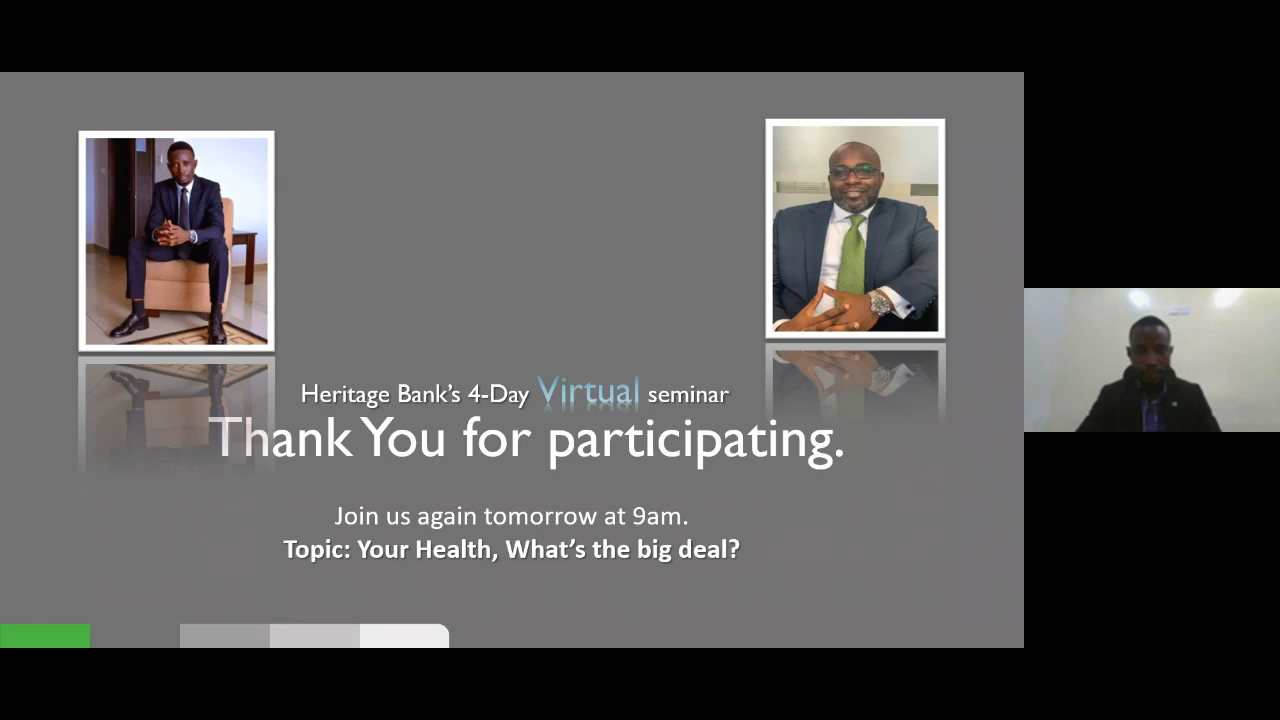 Heritage Bank's 4-Day Virtual seminar
Thank You for participating.
Join us again tomorrow at 9am.
Topic: Your Health, What's the big deal?